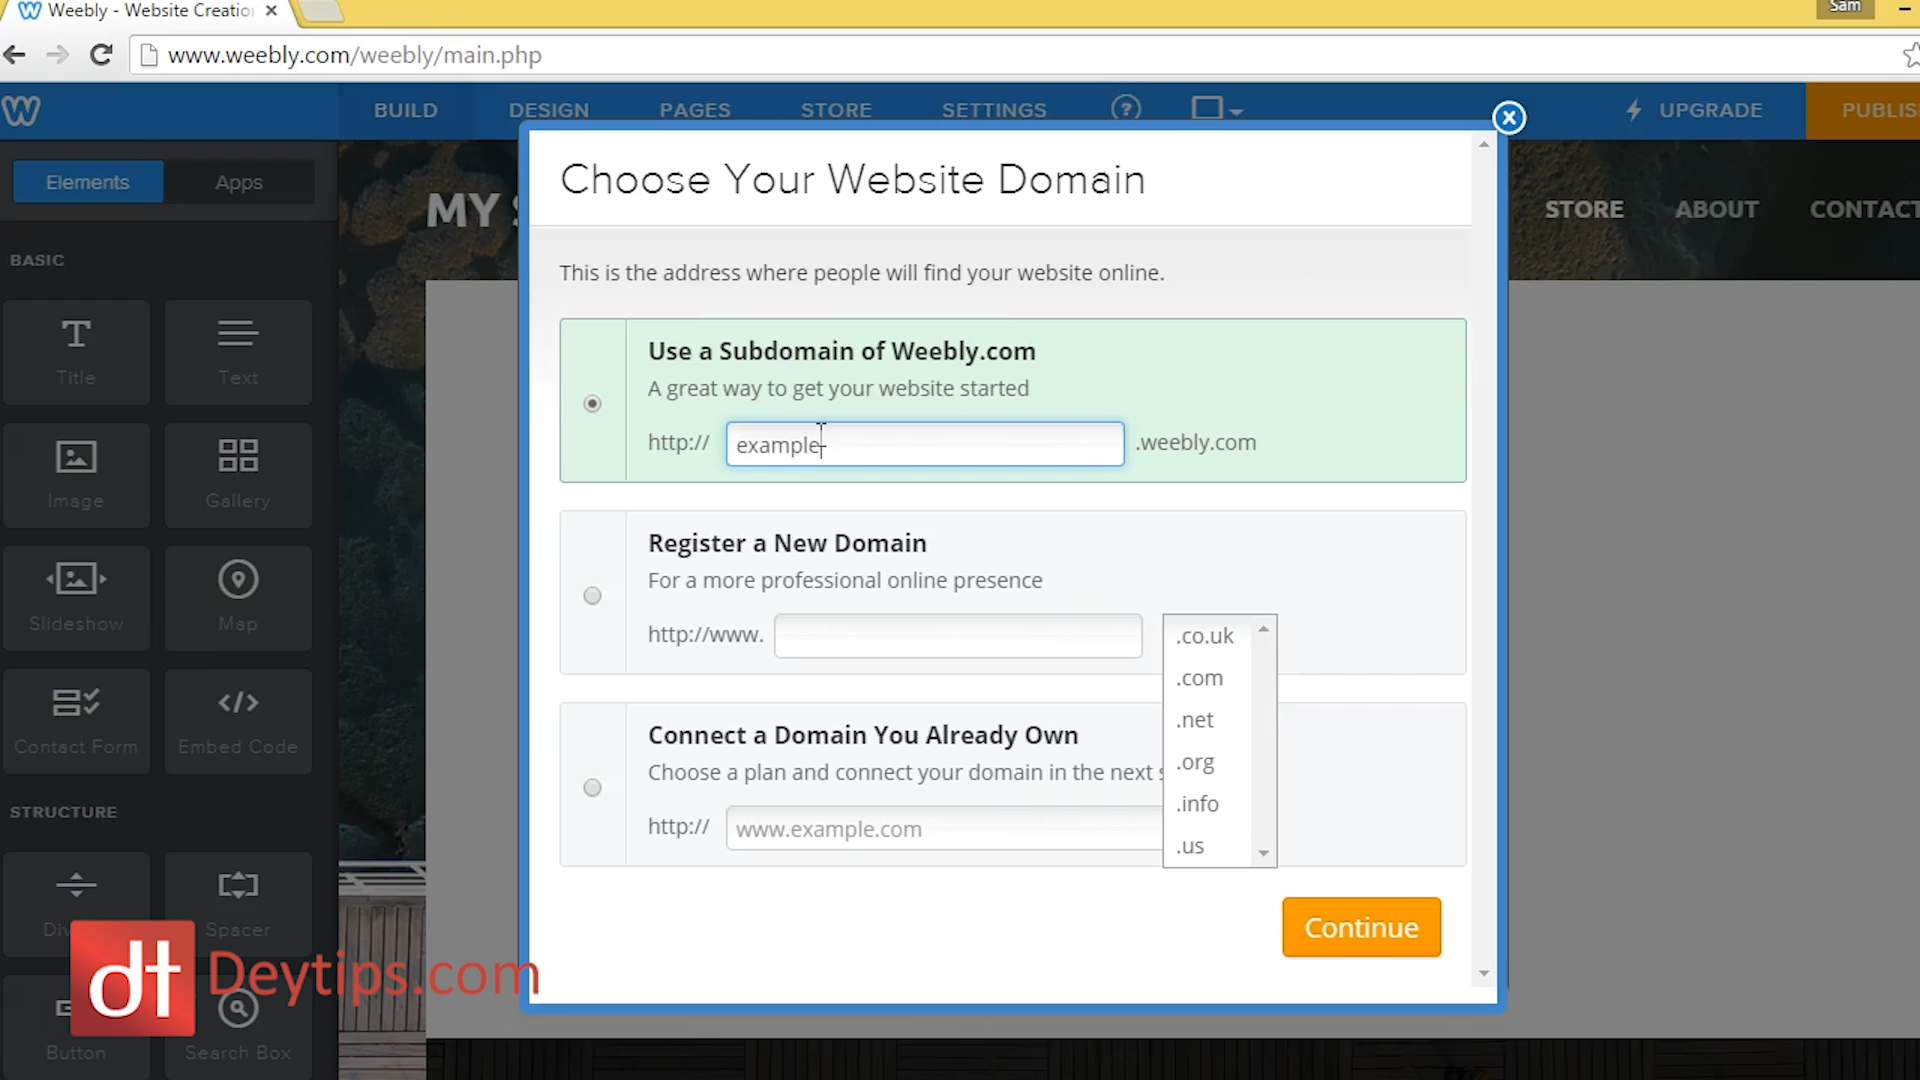 Weebly - Website Creatio
Sam
www.weebly.com/weebly/main.php
BUILD
DESIGN
PAGES
STORE
SETTINGS
UPGRADE
PUBLIS
Elements
Apps
MY
STORE
ABOUT
CONTACT
BASIC
Title
Text
Image
Gallery
Slideshow
Map
Contact Form
Embed Code
STRUCTURE
Spacer
Button
Search Box
Choose Your Website Domain
This is the address where people will find your website online.
Use a Subdomain of Weebly.com
A great way to get your website started
http:// example .weebly.com
Register a New Domain
For a more professional online presence
http://www.
.co.uk
.com
.net
.org
.info
.us
Connect a Domain You Already Own
Choose a plan and connect your domain in the next s
http:// www.example.com
Continue
dt Deytips.com